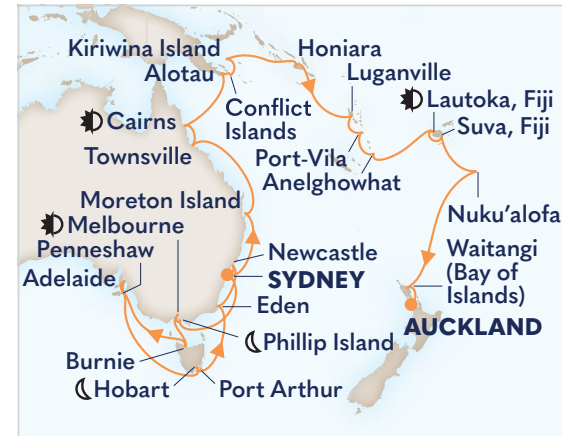 Kiriwina Island
Alotau
Honiara
Luganville
Conflict
Islands
Lautoka, Fiji
Suva, Fiji
Cairns
Townsville
Port-Vila
Anelghowhat
Moreton Island
Melbourne
Penneshaw
Adelaide
Nuku'alofa
Newcastle
SYDNEY
Eden
Waitangi
(Bay of
Islands)
AUCKLAND
Phillip Island
Burnie
Hobart
Port Arthur